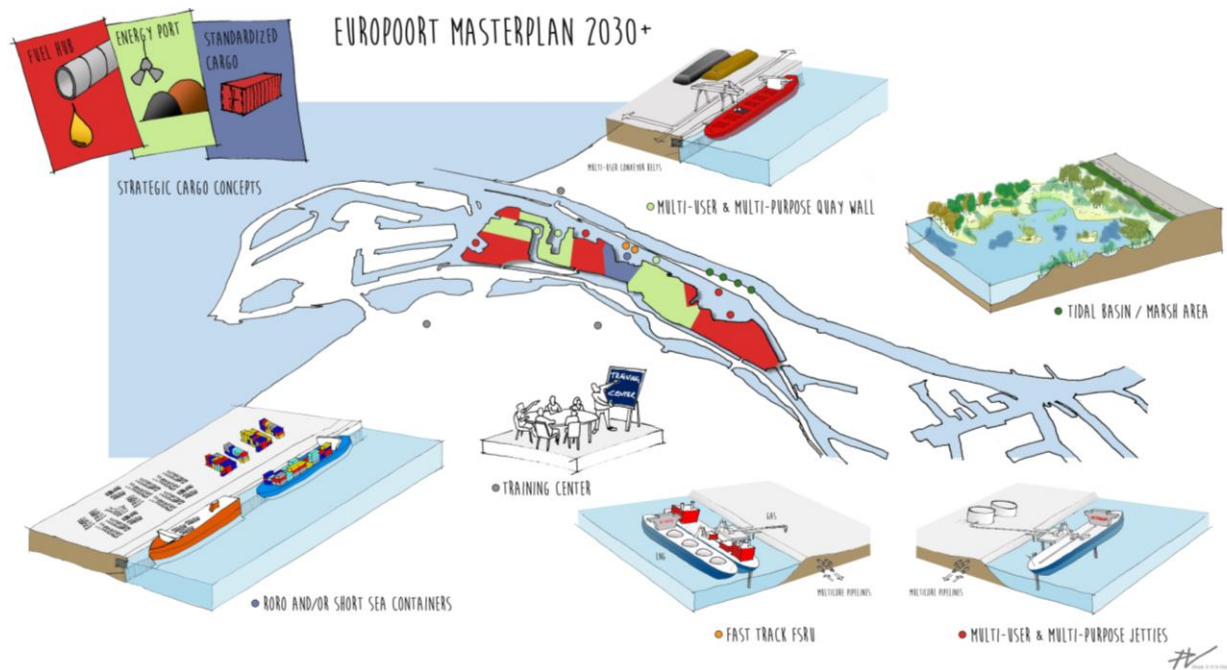 EUROPOORT MASTERPLAN 2030+
FUEL HUB
ENERGY PORT
STANDARDIZED
CARGO
STRATEGIC CARGO CONCEPTS
MULTI-USER CONVEYOR BELTS
MULTI-USER & MULTI-PURPOSE QUAY WALL
TIDAL BASIN / MARSH AREA
TRAINING
CENTER
TRAINING CENTER
RORO AND/OR SHORT SEA CONTAINERS
LNG
GAS
MULTICORE PIPELINES
FAST TRACK FSRU
MULTICORE PIPELINES
MULTI-USER & MULTI-PURPOSE JETTIES